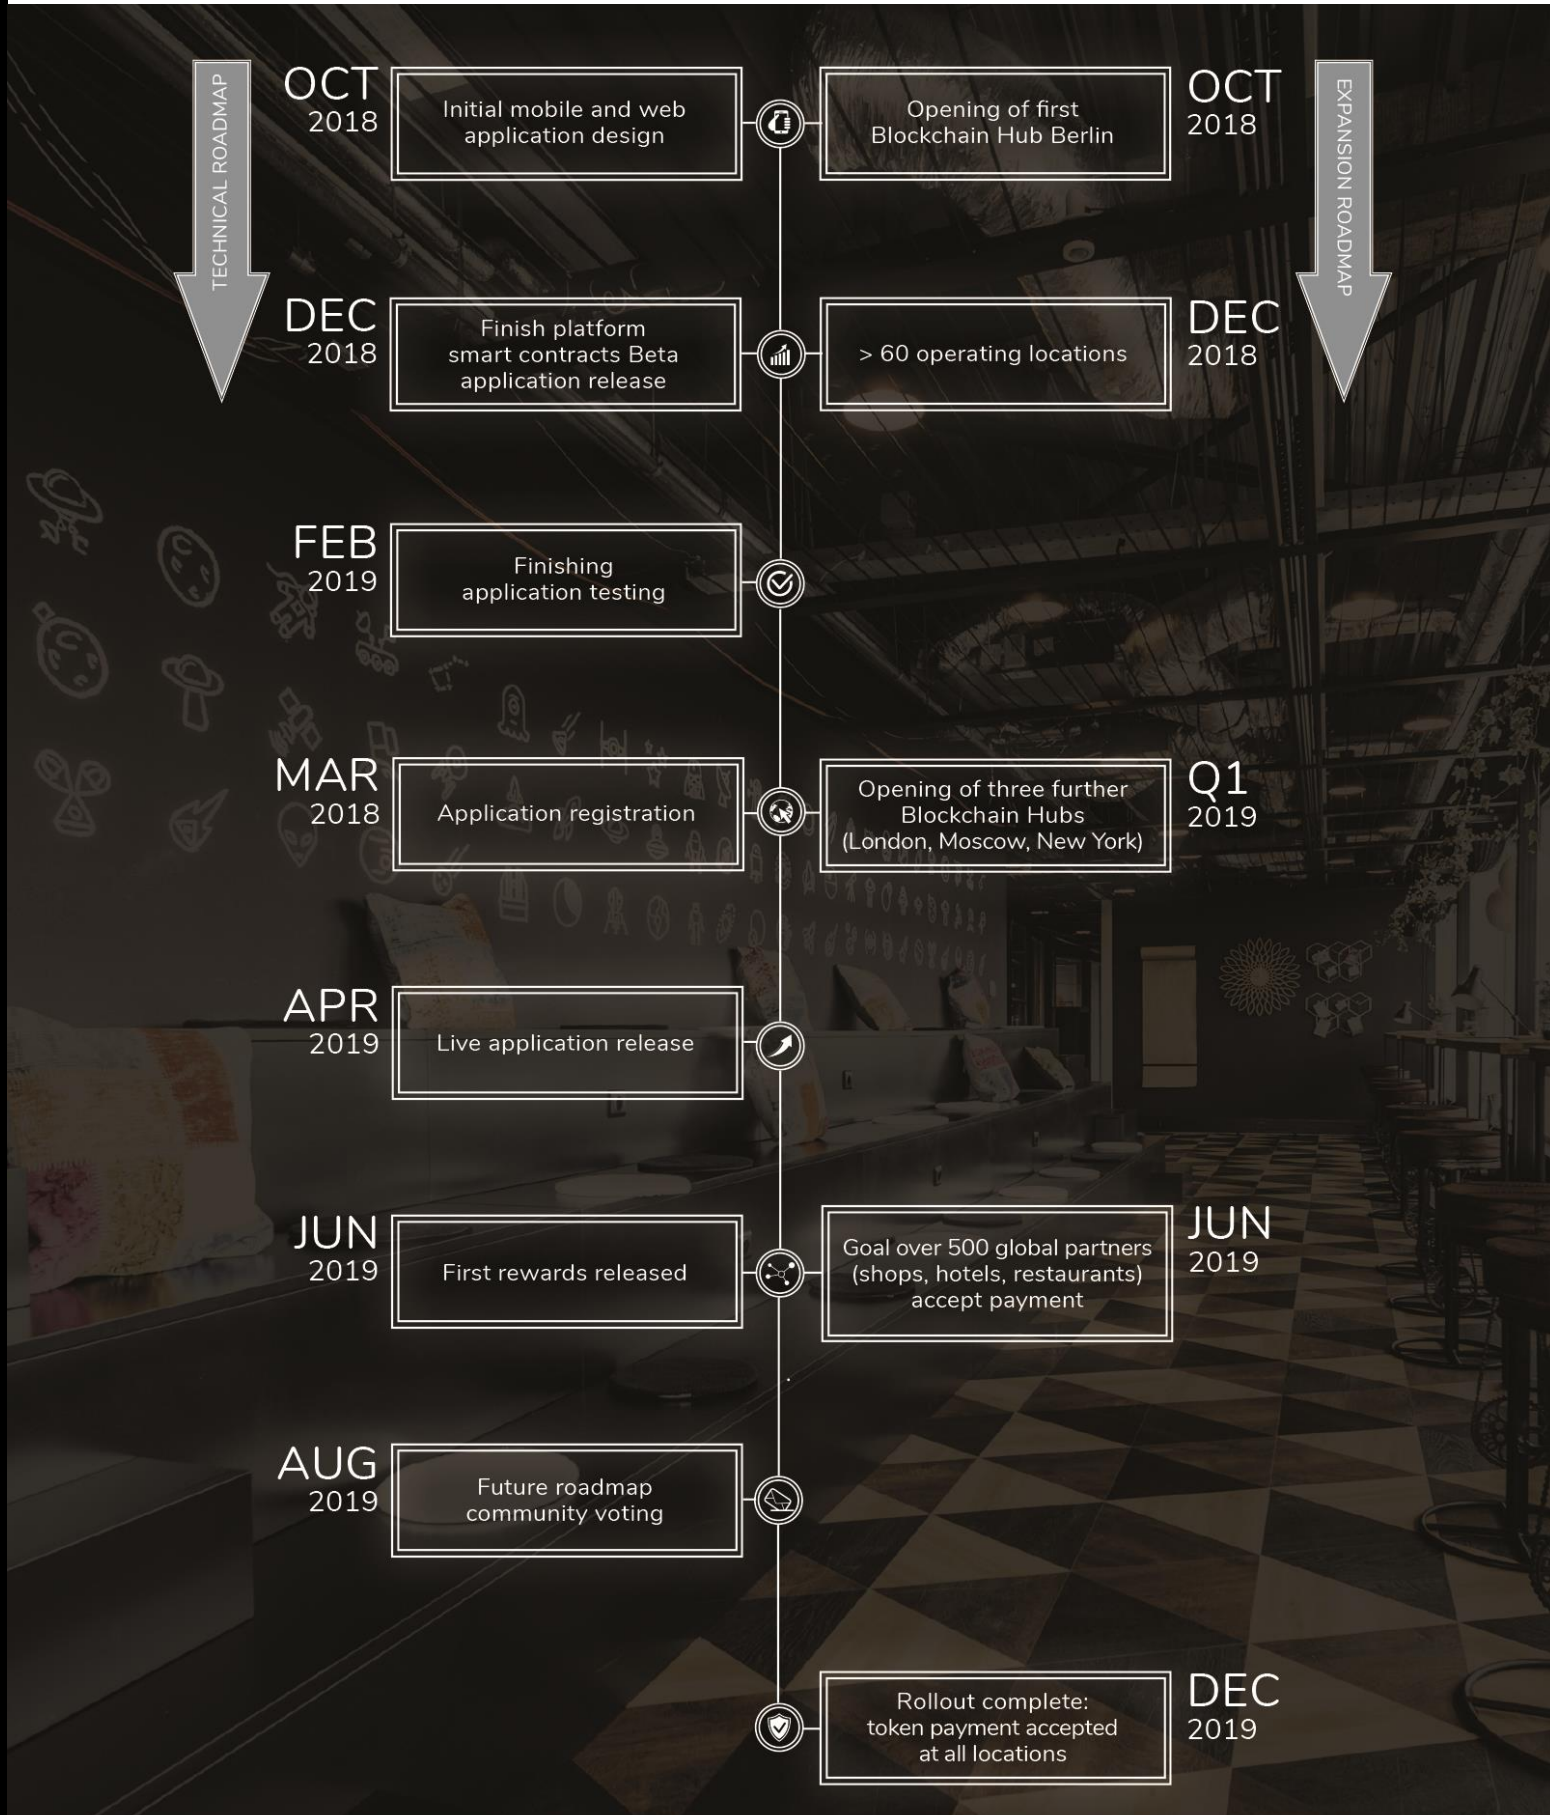 TECHNICAL ROADMAP
EXPANSION ROADMAP
OCT
2018
Initial mobile and web
application design
Opening of first
Blockchain Hub Berlin
OCT
2018
DEC
2018
Finish platform
smart contracts Beta
application release
> 60 operating locations
DEC
2018
FEB
2019
Finishing
application testing
MAR
2018
Application registration
Opening of three further
Blockchain Hubs
(London, Moscow, New York)
Q1
2019
APR
2019
Live application release
JUN
2019
First rewards released
Goal over 500 global partners
(shops, hotels, restaurants)
accept payment
JUN
2019
AUG
2019
Future roadmap
community voting
Rollout complete:
token payment accepted
at all locations
DEC
2019